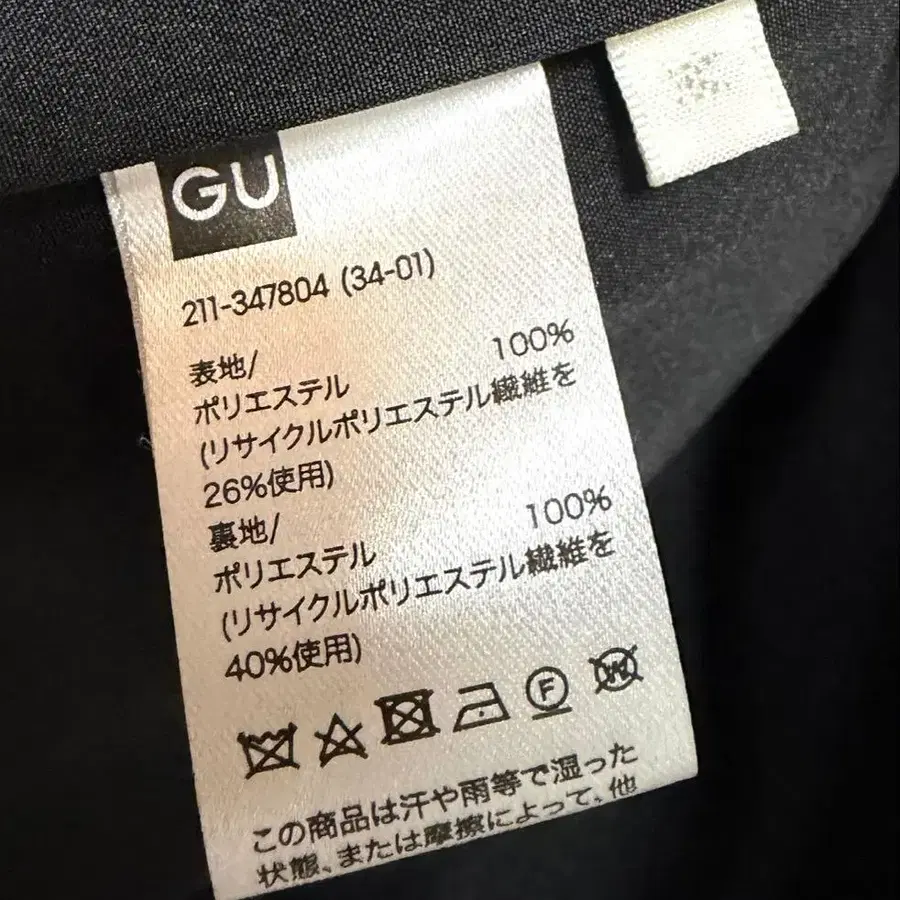 GU
211-347804 (34-01)
表地/
ポリエステル 100%
(リサイクルポリエステル繊維を
26%使用)
裏地/
ポリエステル 100%
(リサイクルポリエステル繊維を
40%使用)
F W
この商品は汗や雨等で湿った
状態、または摩擦によって、他